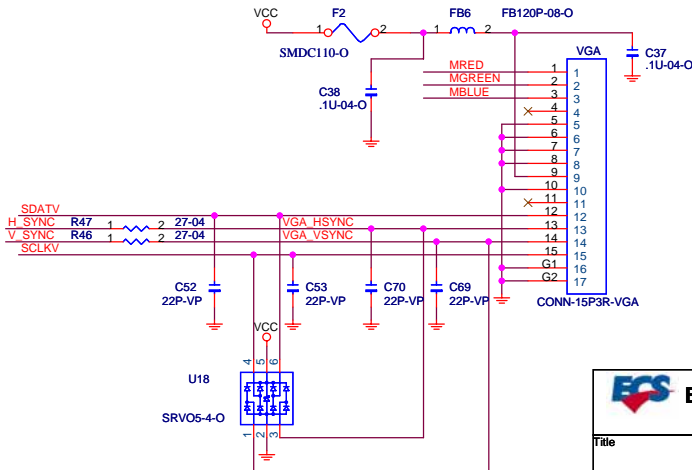 VCC F2 FB6 FB120P-08-O
1 2 1 2
SMDC110-O
VGA
C37
.1U-04-O
MRED 1 1
MGREEN 2 2
MBLUE 3 3
C38
.1U-04-O
4 4
5 5
6 6
7 7
8 8
9 9
10 10
11 11
SDATV 12 12
H_SYNC R47 1 2 27-04 VGA_HSYNC 13 13
V_SYNC R46 1 2 27-04 VGA_VSYNC 14 14
SCLKV 15 15
G1 16
G2 17
C52
22P-VP
C53
22P-VP
C70
22P-VP
C69
22P-VP
CONN-15P3R-VGA
VCC
4 5 6
U18
SRVO5-4-O
1 2 3
ECS
Title